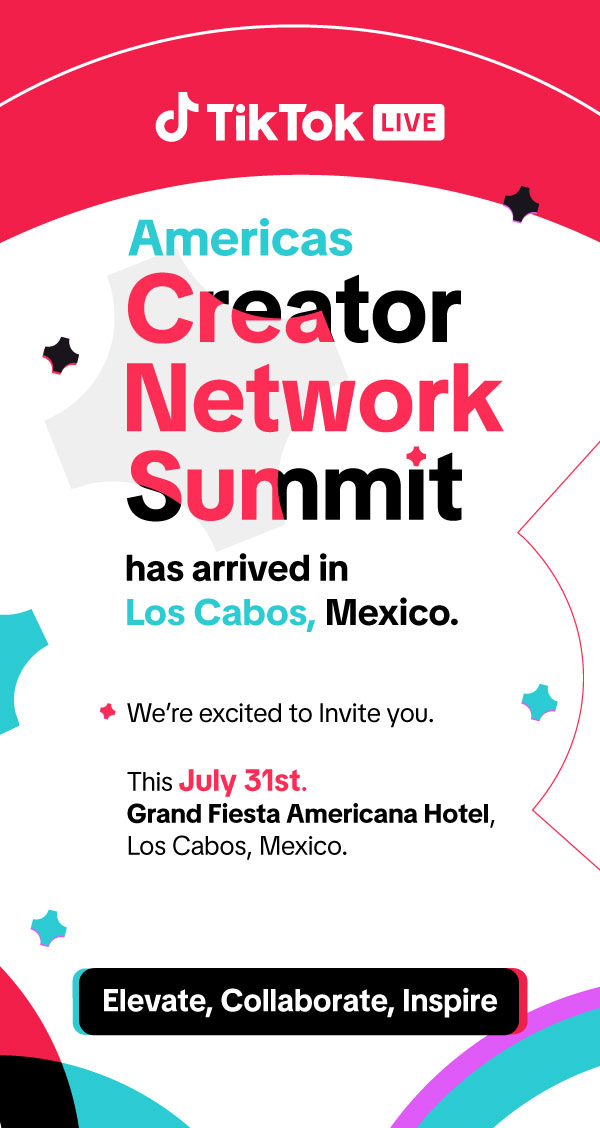 TikTok LIVE
Americas
Creator
Network
Summit
has arrived in
Los Cabos, Mexico.
We’re excited to Invite you.
This July 31st.
Grand Fiesta Americana Hotel,
Los Cabos, Mexico.
Elevate, Collaborate, Inspire